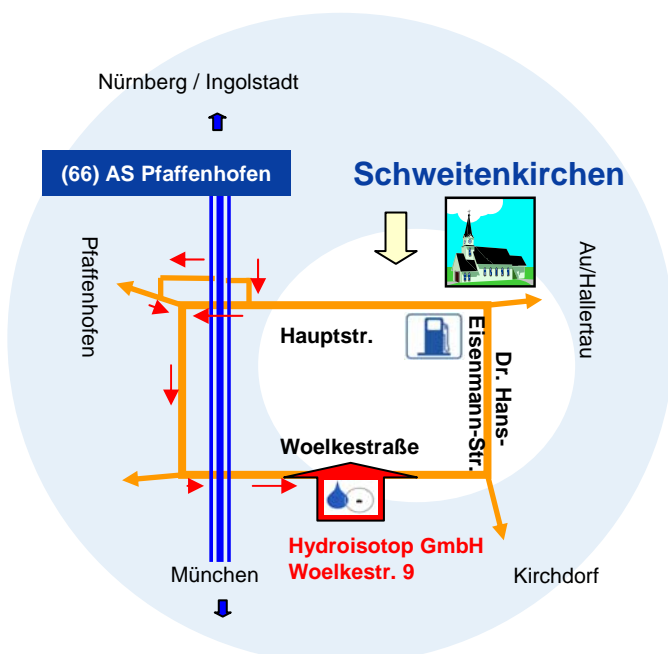 Nürnberg / Ingolstadt
(66) AS Pfaffenhofen
Schweitenkirchen
Pfaffenhofen
Au/Hallertau
Hauptstr.
Dr. Hans-
Eisenmann-Str.
Woelkestraße
Hydroisotop GmbH
Woelkestr. 9
München
Kirchdorf